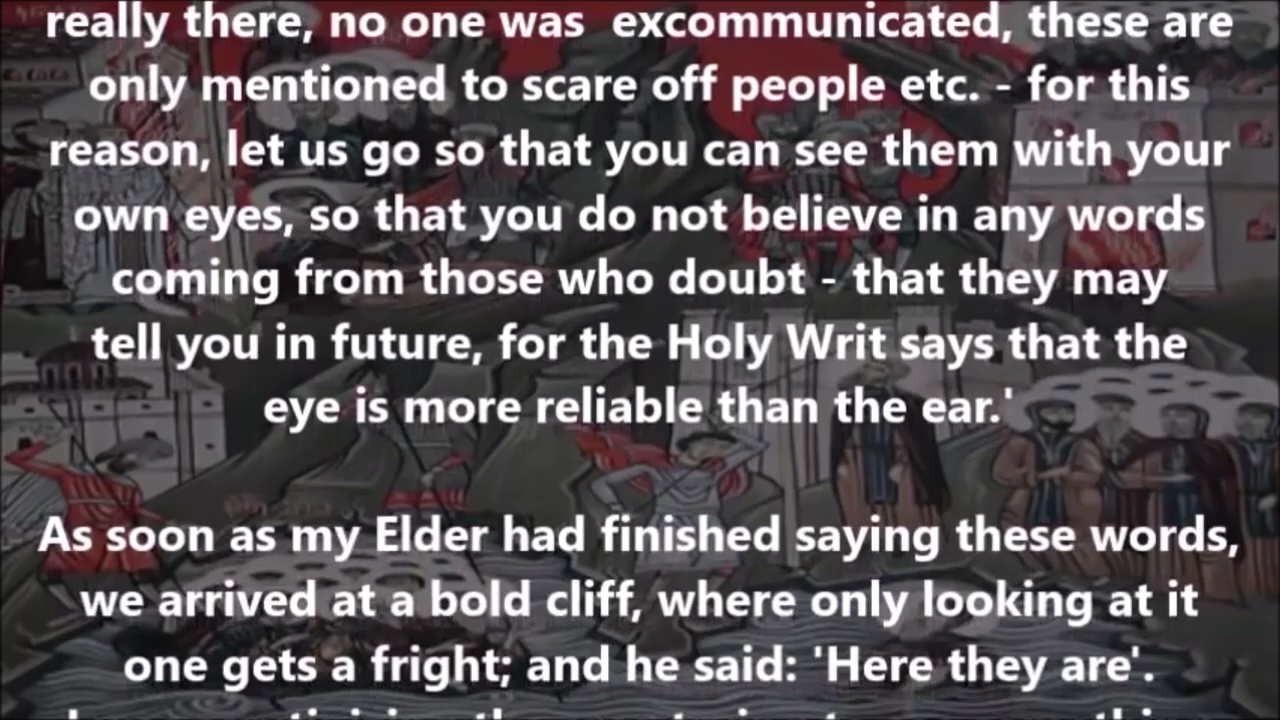 really there, no one was excommunicated, these are
only mentioned to scare off people etc. - for this
reason, let us go so that you can see them with your
own eyes, so that you do not believe in any words
coming from those who doubt - that they may
tell you in future, for the Holy Writ says that the
eye is more reliable than the ear.'
As soon as my Elder had finished saying these words,
we arrived at a bold cliff, where only looking at it
one gets a fright; and he said: 'Here they are'.